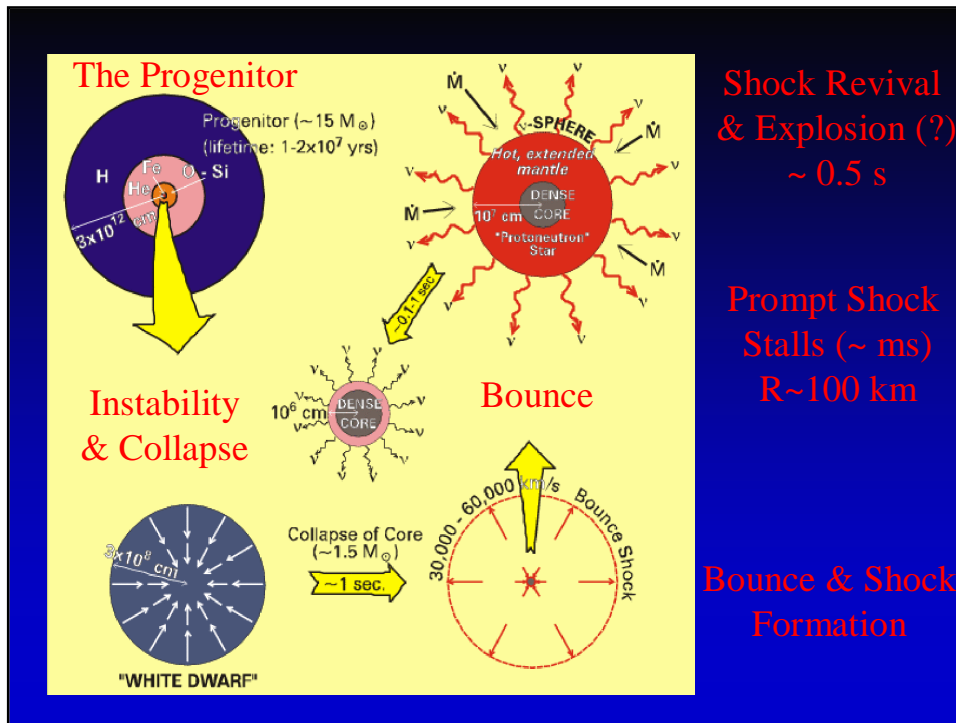 The Progenitor
Progenitor (~15 M☉)
(lifetime: 1-2x10⁷ yrs)
H
Fe
O - Si
He
3x10¹² cm
Instability
& Collapse
3x10⁸ cm
"WHITE DWARF"
Collapse of Core
(~1.5 M☉)
~1 sec.
30,000 - 60,000 km/s
Bounce Shock
Bounce
ν
ν
ν
ν
ν
ν
ν
ν
ν
ν
ν
ν
Ṁ
Ṁ
Ṁ
Ṁ
ν-SPHERE
Hot, extended
mantle
DENSE
CORE
10⁷ cm
"Protoneutron"
Star
~0.1-1 sec
ν
ν
ν
ν
ν
ν
ν
ν
ν
ν
ν
ν
10⁶ cm
DENSE
CORE
Shock Revival
& Explosion (?)
~ 0.5 s
Prompt Shock
Stalls (~ ms)
R~100 km
Bounce & Shock
Formation